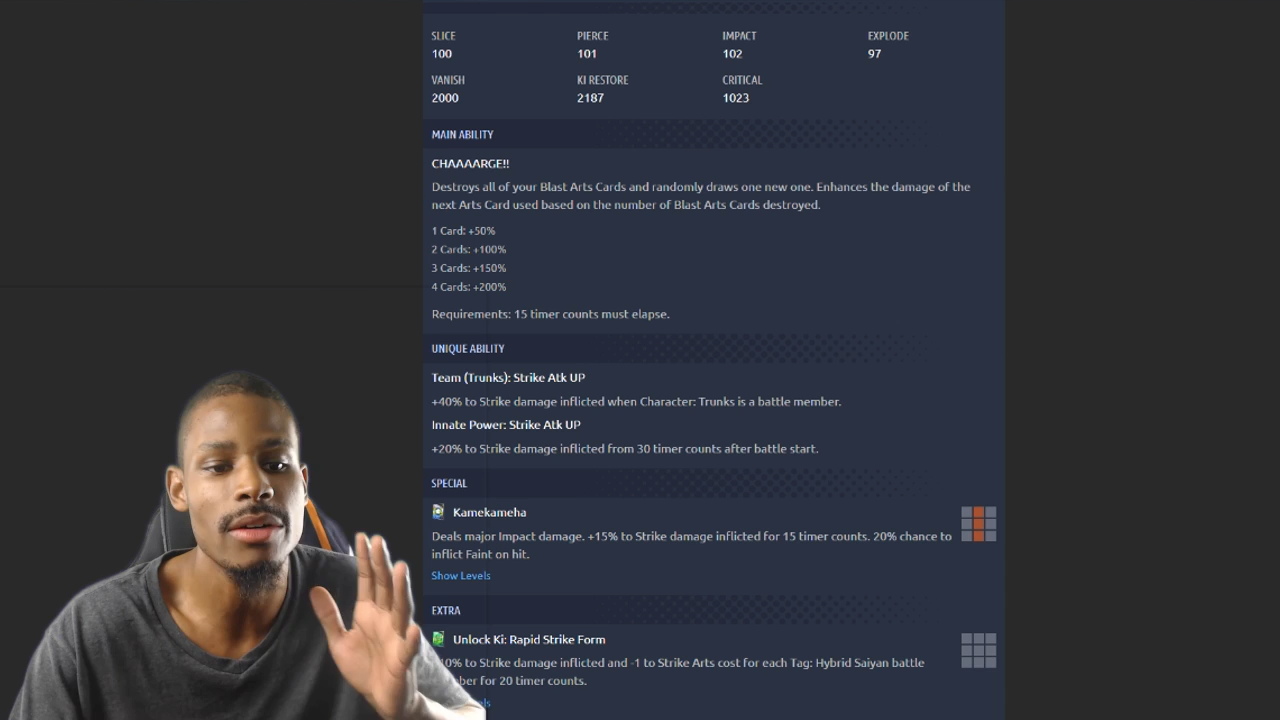 SLICE PIERCE IMPACT EXPLODE
100 101 102 97
VANISH KI RESTORE CRITICAL
2000 2187 1023
MAIN ABILITY
CHAAAARGE!!
Destroys all of your Blast Arts Cards and randomly draws one new one. Enhances the damage of the
next Arts Card used based on the number of Blast Arts Cards destroyed.
1 Card: +50%
2 Cards: +100%
3 Cards: +150%
4 Cards: +200%
Requirements: 15 timer counts must elapse.
UNIQUE ABILITY
Team (Trunks): Strike Atk UP
+40% to Strike damage inflicted when Character: Trunks is a battle member.
Innate Power: Strike Atk UP
+20% to Strike damage inflicted from 30 timer counts after battle start.
SPECIAL
Kamekameha
Deals major Impact damage. +15% to Strike damage inflicted for 15 timer counts. 20% chance to
inflict Faint on hit.
Show Levels
EXTRA
Unlock Ki: Rapid Strike Form
10% to Strike damage inflicted and -1 to Strike Arts cost for each Tag: Hybrid Saiyan battle
for 20 timer counts.